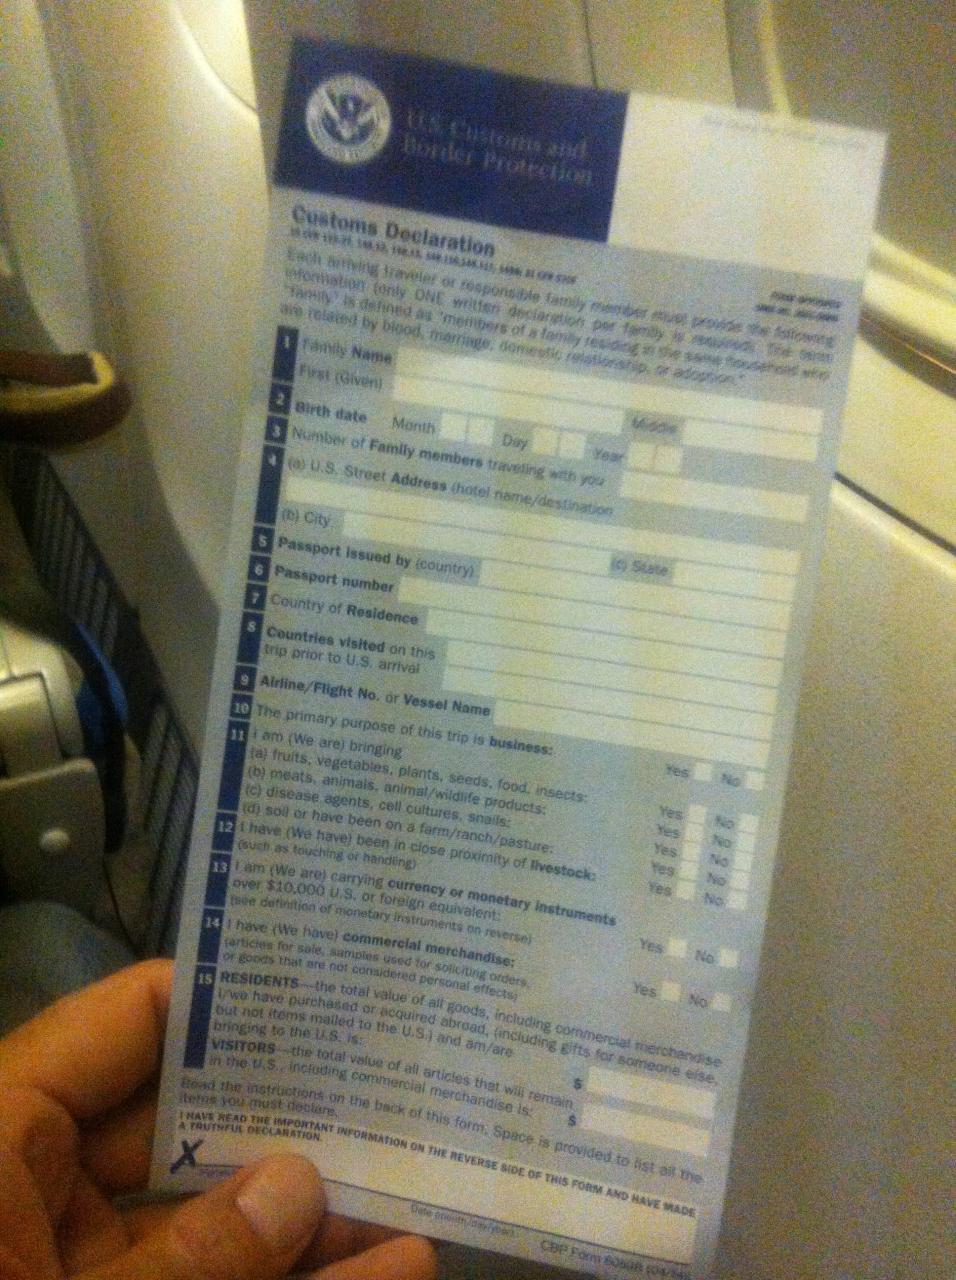 U.S. Customs and
Border Protection
Customs Declaration
FORM APPROVED
Each arriving traveler or responsible family member must provide the following
information (only ONE written declaration per family is required). The term
"family" is defined as "members of a family residing in the same household who
are related by blood, marriage, domestic relationship, or adoption."
1 Family Name
First (Given) Middle
2 Birth date Month Day Year
3 Number of Family members traveling with you
4 (a) U.S. Street Address (hotel name/destination
(b) City (c) State
5 Passport issued by (country)
6 Passport number
7 Country of Residence
8 Countries visited on this
trip prior to U.S. arrival
9 Airline/Flight No. or Vessel Name
10 The primary purpose of this trip is business: Yes No
11 I am (We are) bringing
(a) fruits, vegetables, plants, seeds, food, insects: Yes No
(b) meats, animals, animal/wildlife products: Yes No
(c) disease agents, cell cultures, snails: Yes No
(d) soil or have been on a farm/ranch/pasture: Yes No
12 I have (We have) been in close proximity of livestock: Yes No
(such as touching or handling)
13 I am (We are) carrying currency or monetary instruments
over $10,000 U.S. or foreign equivalent: Yes No
(see definition of monetary instruments on reverse)
14 I have (We have) commercial merchandise: Yes No
(articles for sale, samples used for soliciting orders,
or goods that are not considered personal effects)
15 RESIDENTS—the total value of all goods, including commercial merchandise
I/we have purchased or acquired abroad, (including gifts for someone else,
but not items mailed to the U.S.) and am/are
bringing to the U.S. is: $
VISITORS—the total value of all articles that will remain
in the U.S., including commercial merchandise is: $
Read the instructions on the back of this form. Space is provided to list all the
items you must declare.
I HAVE READ THE IMPORTANT INFORMATION ON THE REVERSE SIDE OF THIS FORM AND HAVE MADE
A TRUTHFUL DECLARATION.
X
Date (month/day/year)
CBP Form 6059B